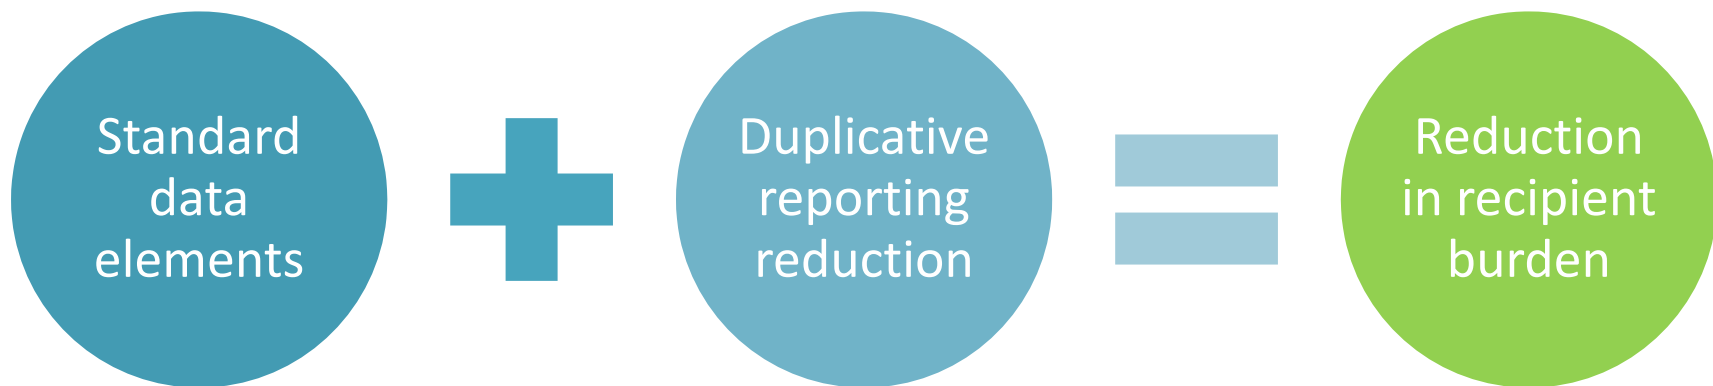 Standard
data
elements
Duplicative
reporting
reduction
Reduction
in recipient
burden